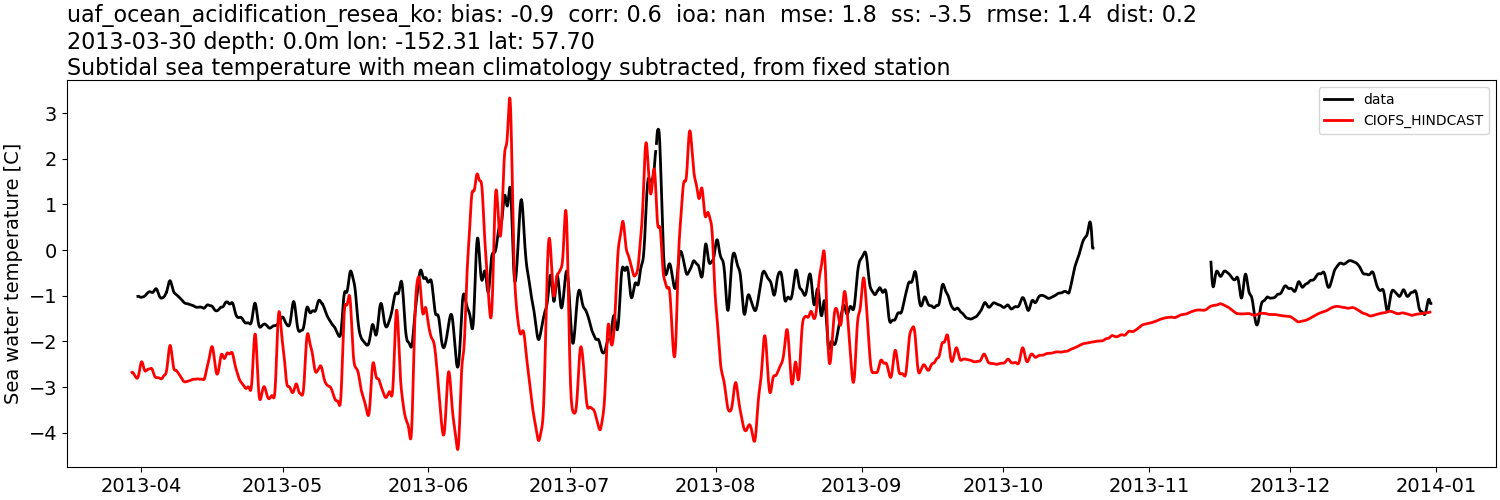 uaf_ocean_acidification_resea_ko: bias: -0.9  corr: 0.6  ioa: nan  mse: 1.8  ss: -3.5  rmse: 1.4  dist: 0.2
2013-03-30 depth: 0.0m lon: -152.31 lat: 57.70
Subtidal sea temperature with mean climatology subtracted, from fixed station
data
CIOFS_HINDCAST
Sea water temperature [C]
3
2
1
0
−1
−2
−3
−4
2013-04 2013-05 2013-06 2013-07 2013-08 2013-09 2013-10 2013-11 2013-12 2014-01